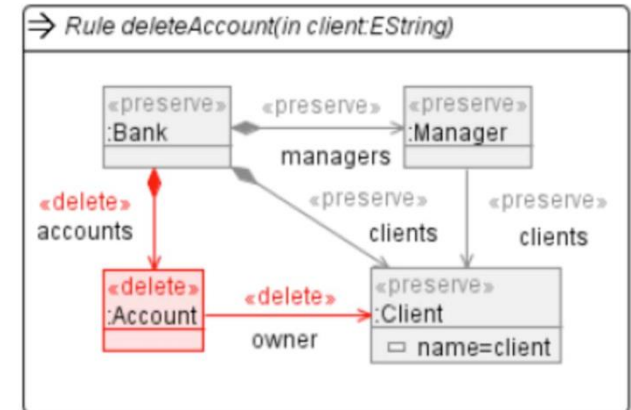 Rule deleteAccount(in client:EString)
«preserve» «preserve» «preserve»
:Bank :Manager
managers
«delete» «preserve» «preserve»
accounts clients clients
«delete» «delete» «preserve»
:Account :Client
owner name=client